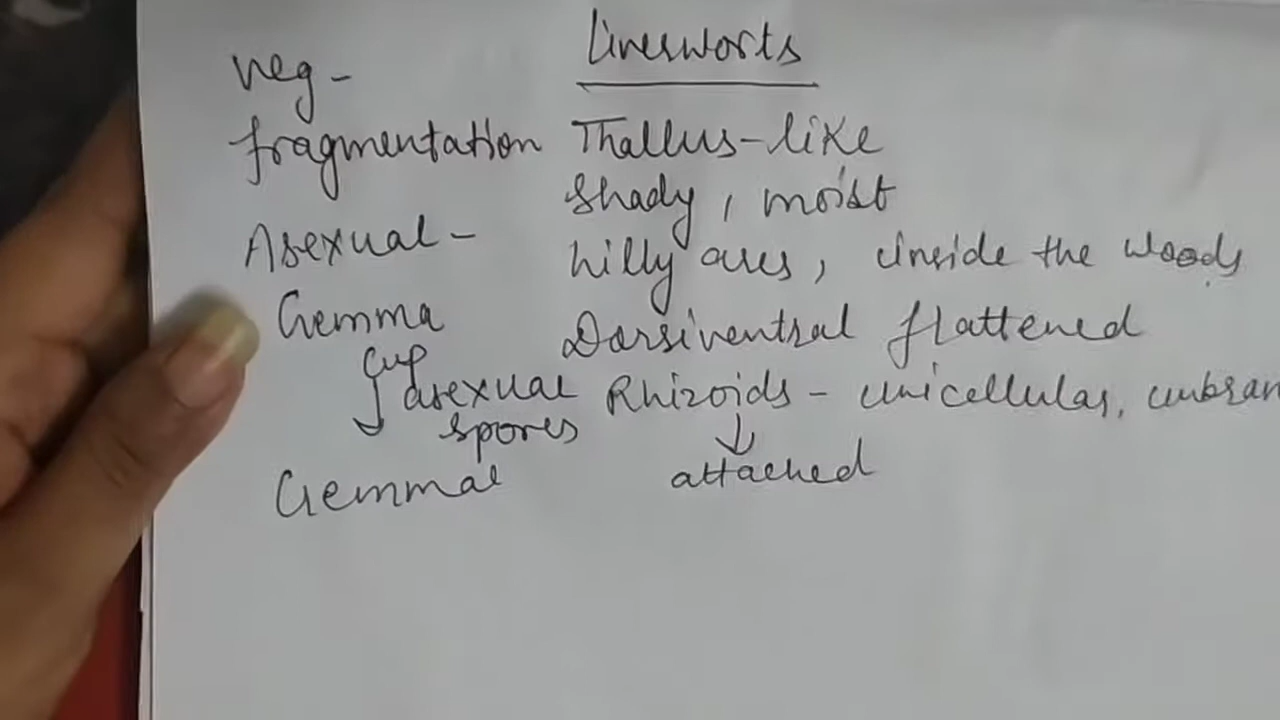 Liverworts
Veg -
fragmentation
Asexual -
Gemma
cup
asexual
spores
Gemmae
Thallus-like
Shady, moist
hilly ares, inside the woods
Dorsiventral flattened
Rhizoids - unicellular, unbran
attached